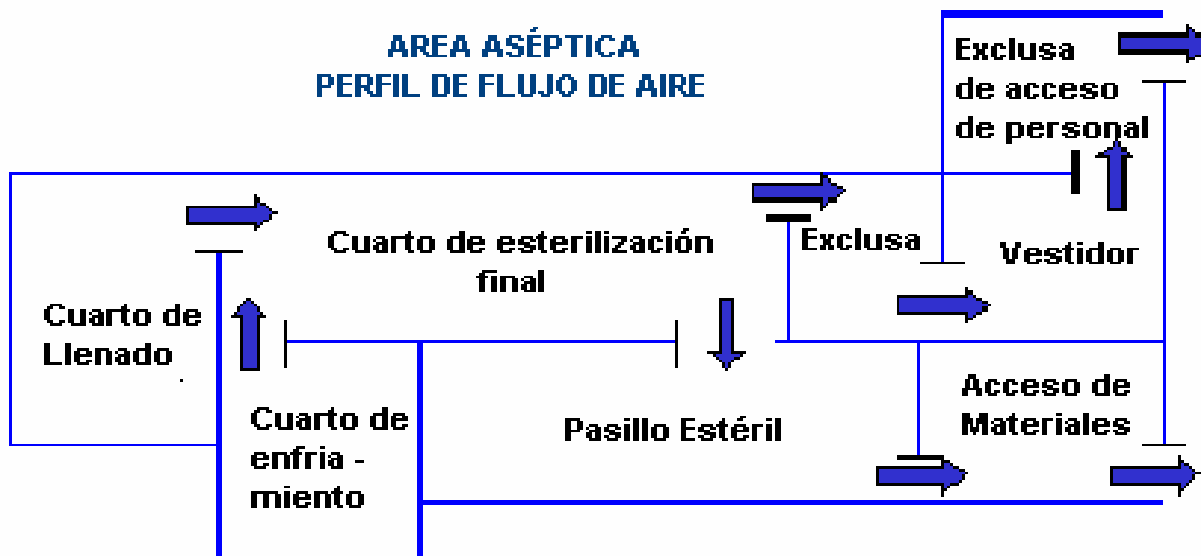 AREA ASÉPTICA
PERFIL DE FLUJO DE AIRE
Exclusa
de acceso
de personal
Cuarto de esterilización
final
Exclusa
Vestidor
Cuarto de
Llenado
Cuarto de
enfria -
miento
Pasillo Estéril
Acceso de
Materiales